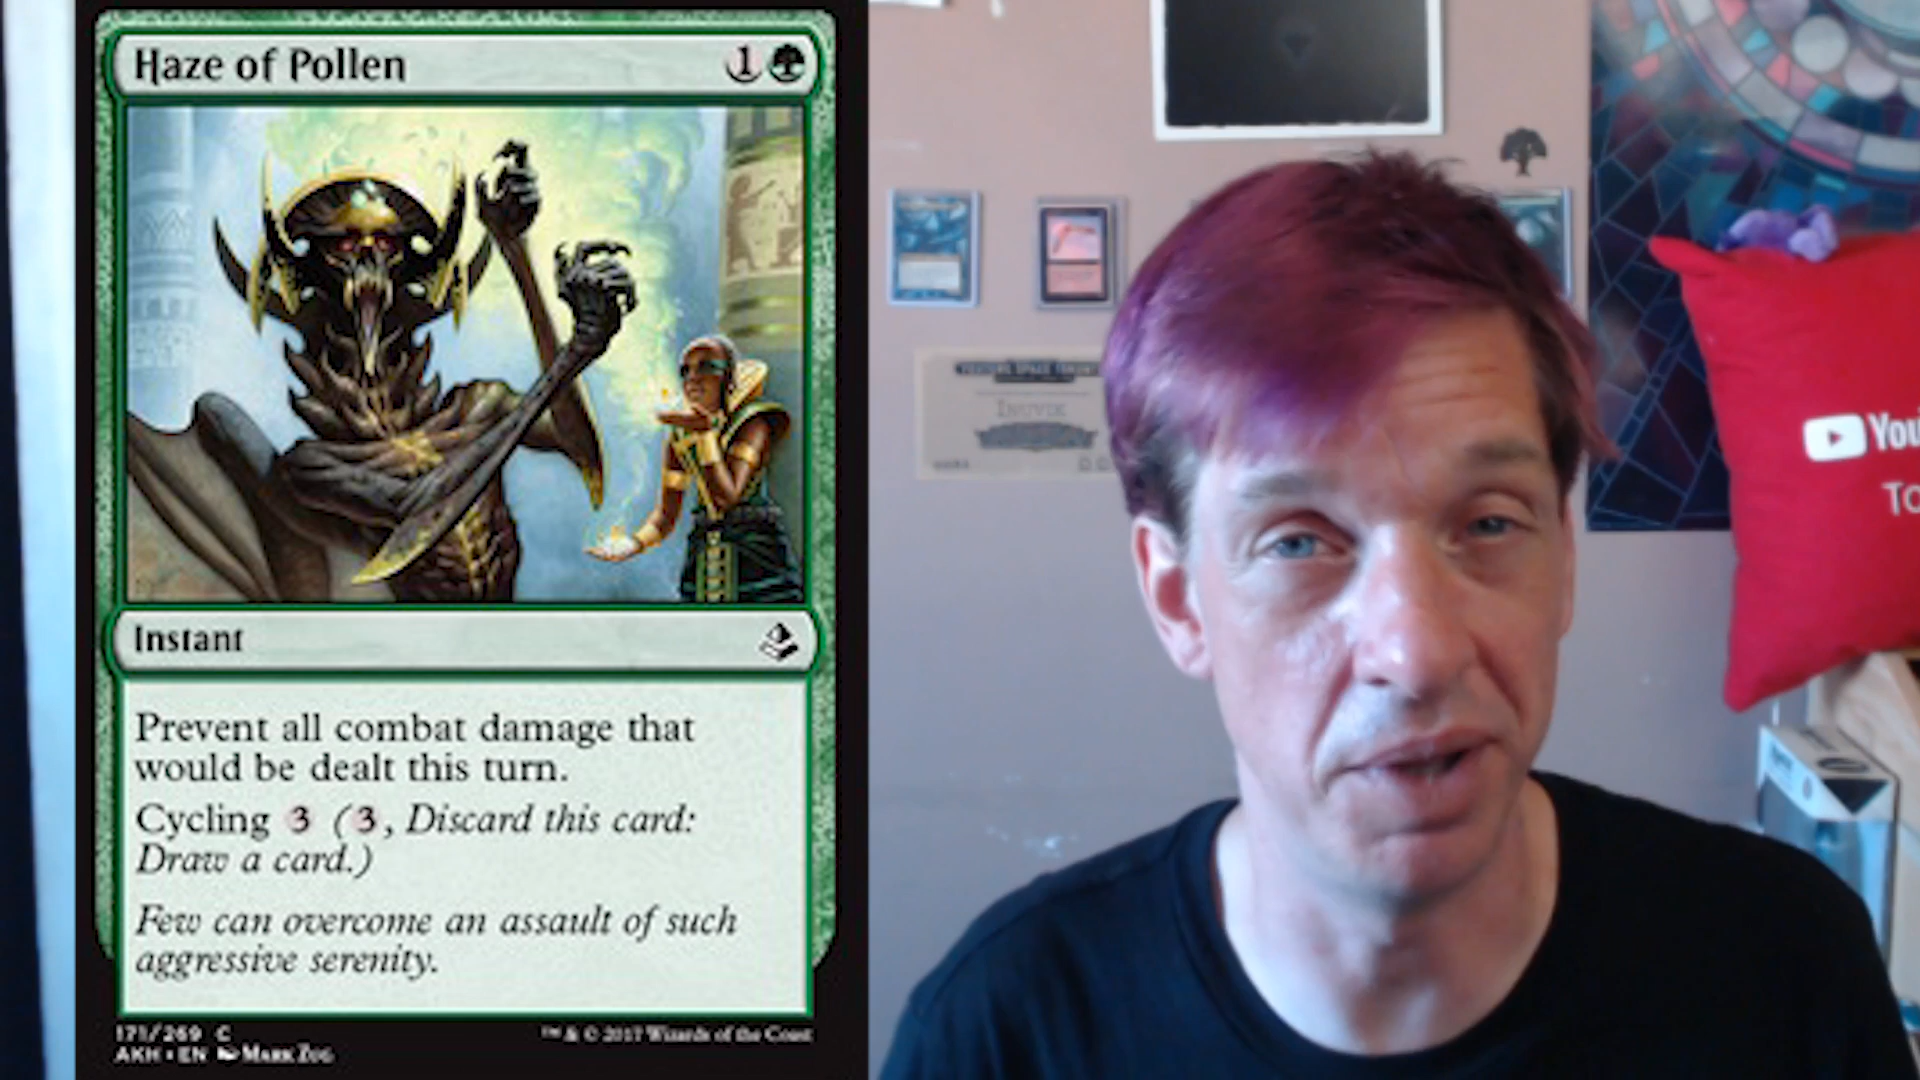 Haze of Pollen 1
Instant
Prevent all combat damage that
would be dealt this turn.
Cycling 3 (3, Discard this card:
Draw a card.)
Few can overcome an assault of such
aggressive serenity.
171/269 C
™ & © 2017 Wizards of the Coast
AKH • EN Mark Zug
INUVIK
You
To